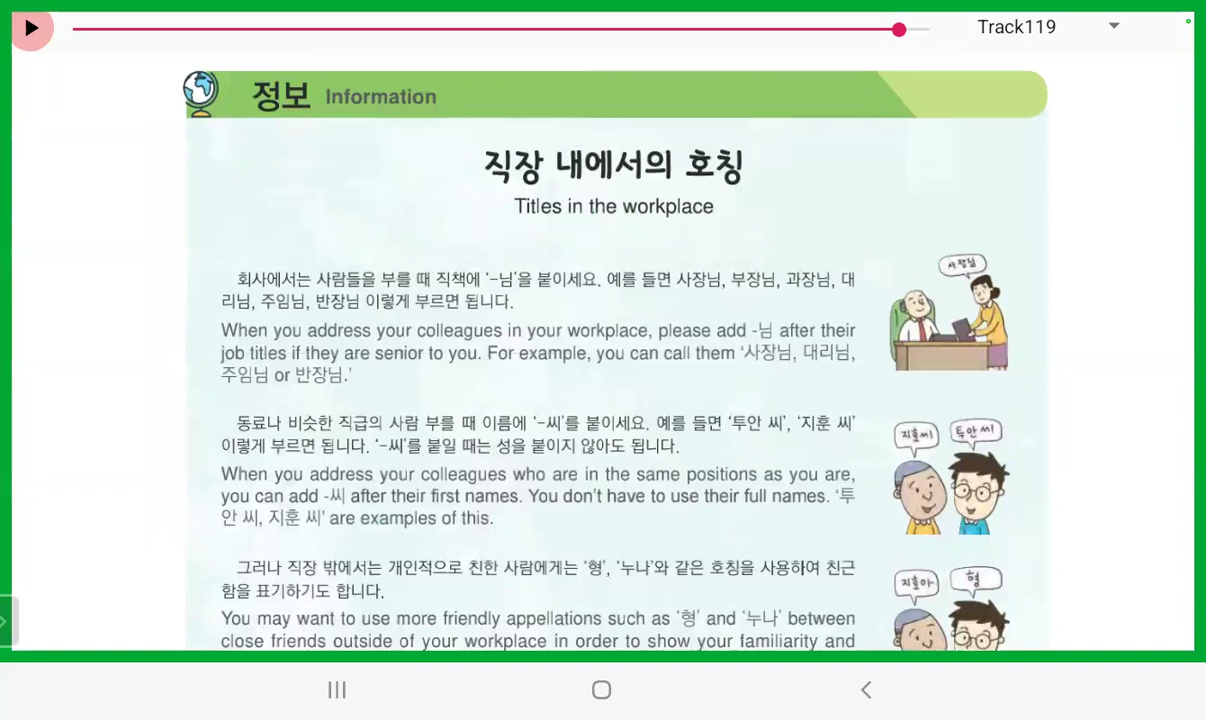 Track119
정보 Information
직장 내에서의 호칭
Titles in the workplace
회사에서는 사람들을 부를 때 직책에 ‘-님’을 붙이세요. 예를 들면 사장님, 부장님, 과장님, 대
리님, 주임님, 반장님 이렇게 부르면 됩니다.
사장님
When you address your colleagues in your workplace, please add -님 after their
job titles if they are senior to you. For example, you can call them ‘사장님, 대리님,
주임님 or 반장님.’
동료나 비슷한 직급의 사람 부를 때 이름에 ‘-씨’를 붙이세요. 예를 들면 ‘투안 씨’, ‘지훈 씨’
이렇게 부르면 됩니다. ‘-씨’를 붙일 때는 성을 붙이지 않아도 됩니다.
지훈씨
투안씨
When you address your colleagues who are in the same positions as you are,
you can add -씨 after their first names. You don’t have to use their full names. ‘투
안 씨, 지훈 씨’ are examples of this.
그러나 직장 밖에서는 개인적으로 친한 사람에게는 ‘형’, ‘누나’와 같은 호칭을 사용하여 친근
함을 표기하기도 합니다.
지훈아
형
You may want to use more friendly appellations such as ‘형’ and ‘누나’ between
close friends outside of your workplace in order to show your familiarity and